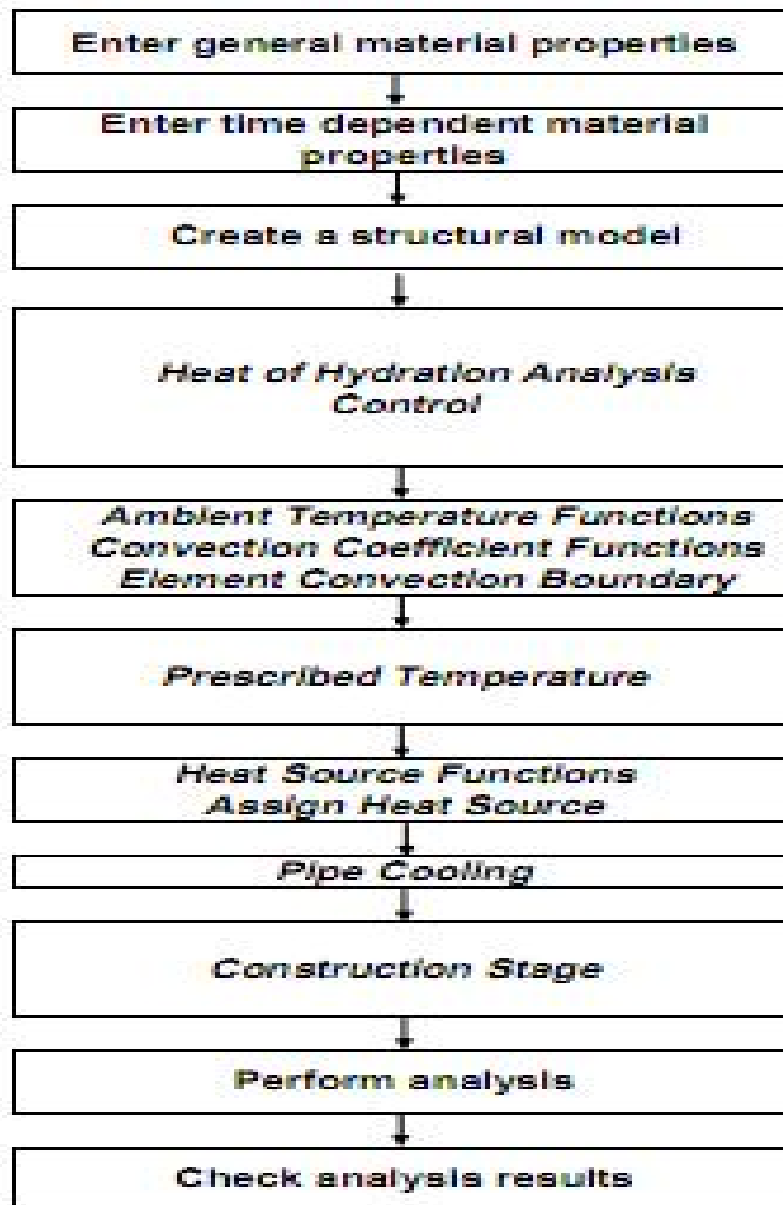 Enter general material properties
Enter time dependent material
properties
Create a structural model
Heat of Hydration Analysis
Control
Ambient Temperature Functions
Convection Coefficient Functions
Element Convection Boundary
Prescribed Temperature
Heat Source Functions
Assign Heat Source
Pipe Cooling
Construction Stage
Perform analysis
Check analysis results